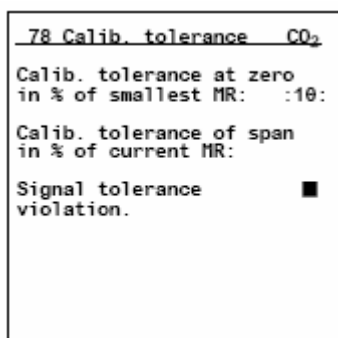 78 Calib. tolerance CO₂
Calib. tolerance at zero
in % of smallest MR: :10:
Calib. tolerance of span
in % of current MR:
Signal tolerance ■
violation.